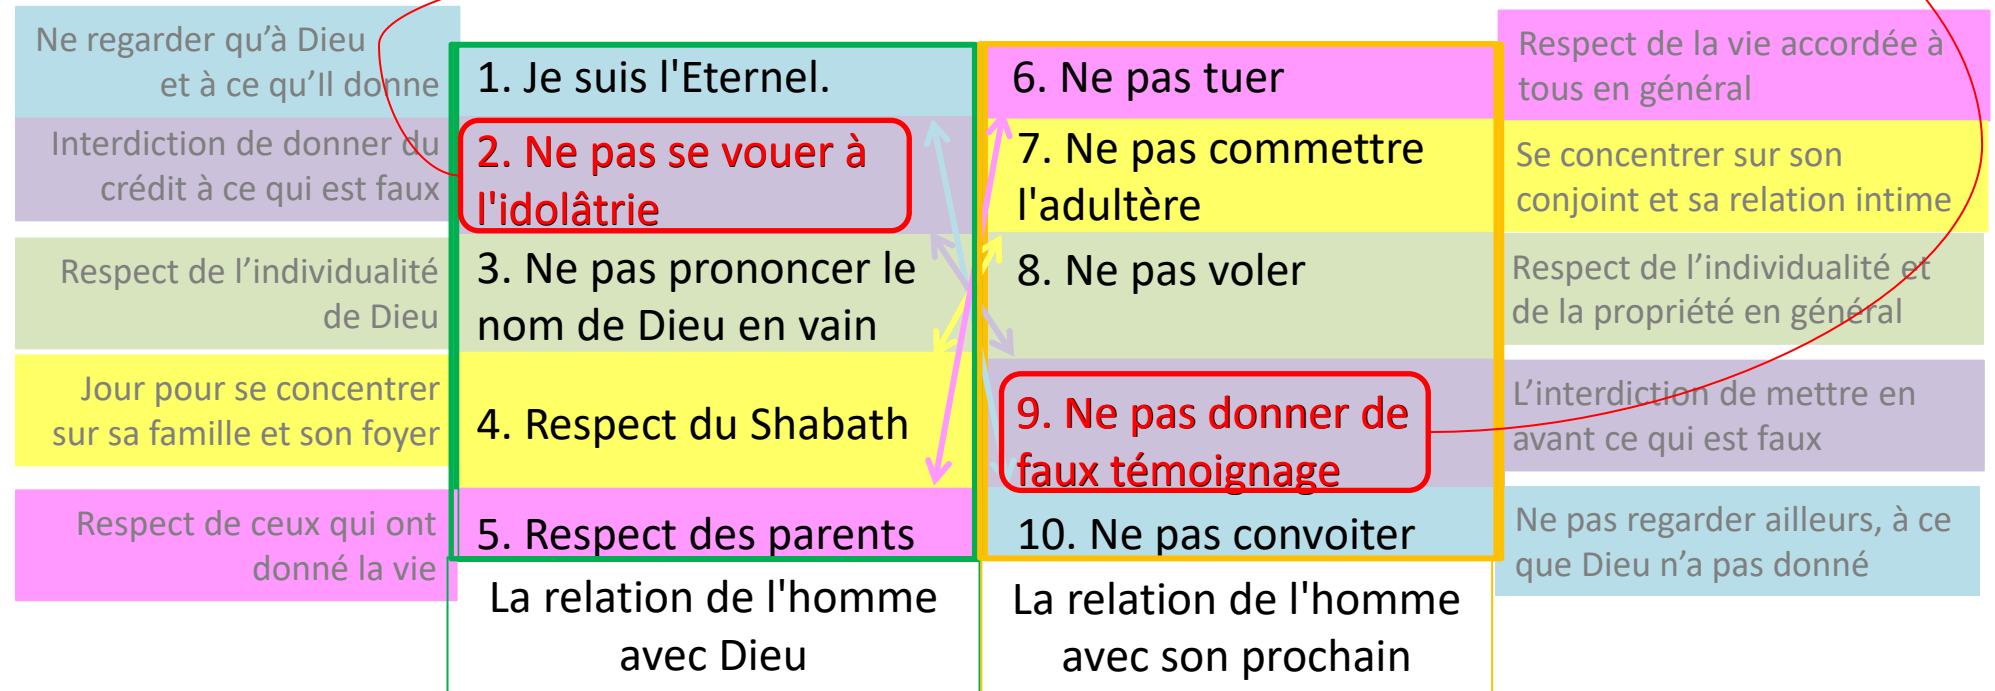 Ne regarder qu’à Dieu
et à ce qu’Il donne
Interdiction de donner du
crédit à ce qui est faux
Respect de l’individualité
de Dieu
Jour pour se concentrer
sur sa famille et son foyer
Respect de ceux qui ont
donné la vie
1. Je suis l'Eternel.
2. Ne pas se vouer à
l'idolâtrie
3. Ne pas prononcer le
nom de Dieu en vain
4. Respect du Shabath
5. Respect des parents
La relation de l'homme
avec Dieu
6. Ne pas tuer
7. Ne pas commettre
l'adultère
8. Ne pas voler
9. Ne pas donner de
faux témoignage
10. Ne pas convoiter
La relation de l'homme
avec son prochain
Respect de la vie accordée à
tous en général
Se concentrer sur son
conjoint et sa relation intime
Respect de l’individualité et
de la propriété en général
L’interdiction de mettre en
avant ce qui est faux
Ne pas regarder ailleurs, à ce
que Dieu n’a pas donné